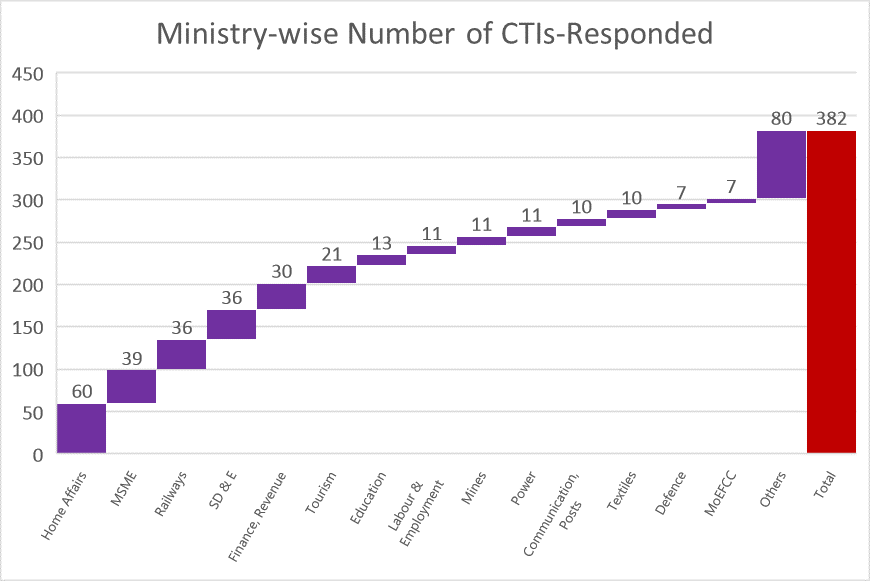 Ministry-wise Number of CTIs-Responded
450
400
350
300
250
200
150
100
50
0
60
39
36
36
30
21
13
11
11
11
10
10
7
7
80
382
Home Affairs
MSME
Railways
SD & E
Finance, Revenue
Tourism
Education
Labour &
Employment
Mines
Power
Communication,
Posts
Textiles
Defence
MoEFCC
Others
Total